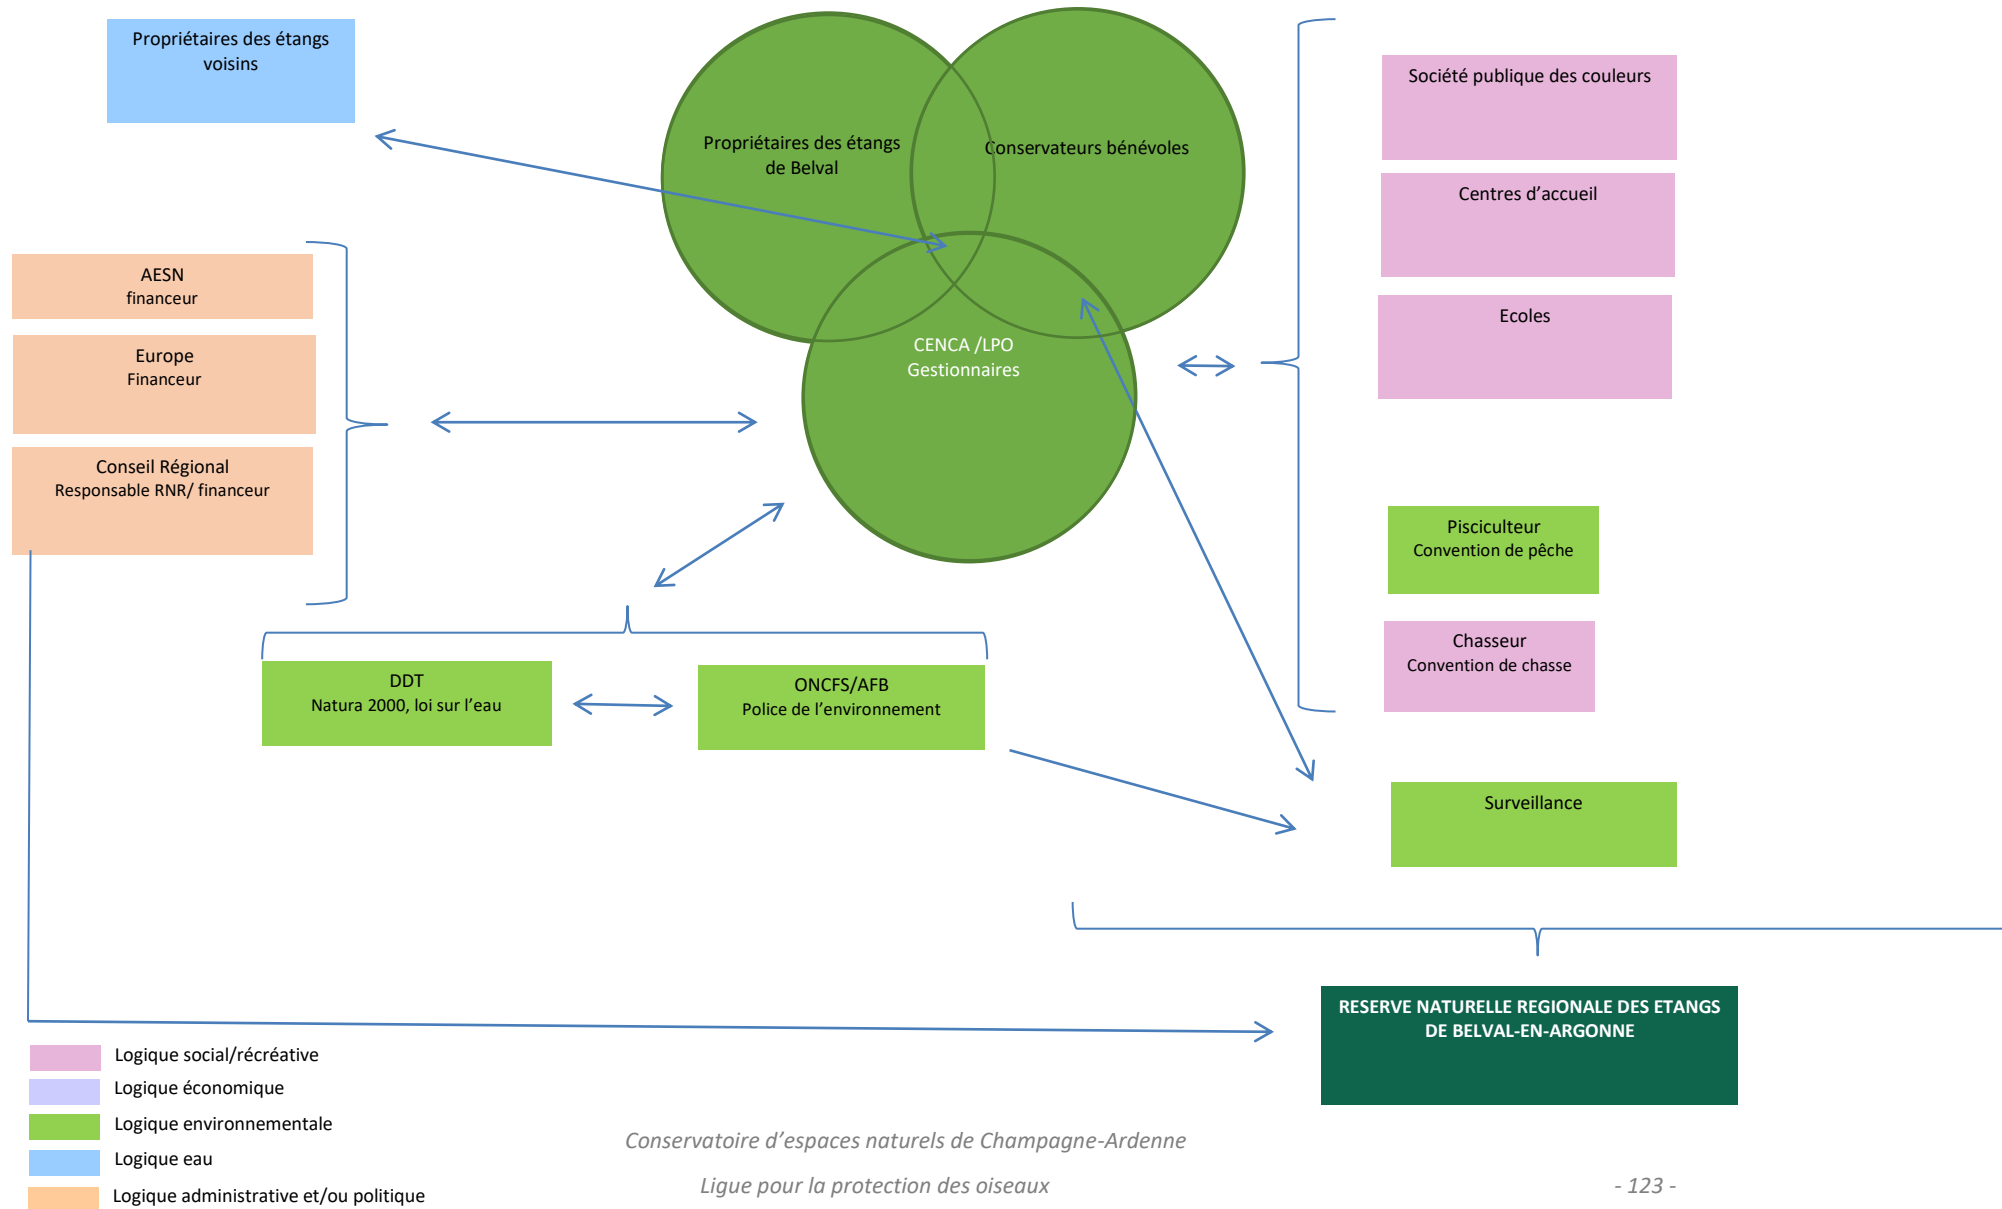 Propriétaires des étangs
voisins
Propriétaires des étangs
de Belval
Conservateurs bénévoles
CENCA /LPO
Gestionnaires
Société publique des couleurs
Centres d’accueil
Ecoles
AESN
financeur
Europe
Financeur
Conseil Régional
Responsable RNR/ financeur
Pisciculteur
Convention de pêche
Chasseur
Convention de chasse
DDT
Natura 2000, loi sur l’eau
ONCFS/AFB
Police de l’environnement
Surveillance
RESERVE NATURELLE REGIONALE DES ETANGS
DE BELVAL-EN-ARGONNE
Logique social/récréative
Logique économique
Logique environnementale
Logique eau
Logique administrative et/ou politique
Conservatoire d’espaces naturels de Champagne-Ardenne
Ligue pour la protection des oiseaux
- 123 -